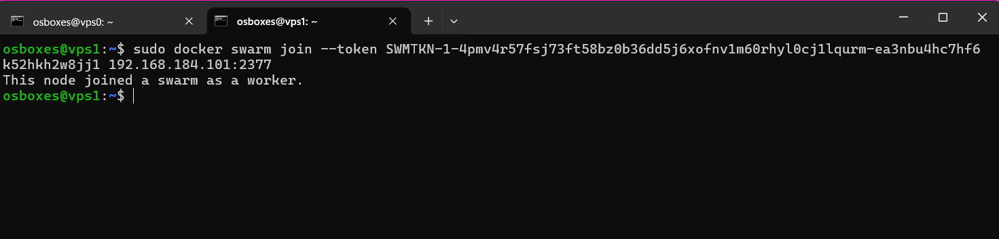 osboxes@vps0: ~
osboxes@vps1: ~
osboxes@vps1:~$ sudo docker swarm join --token SWMTKN-1-4pmv4r57fsj73ft58bz0b36dd5j6xofnv1m60rhyl0cj1lqurm-ea3nbu4hc7hf6
k52hkh2w8jj1 192.168.184.101:2377
This node joined a swarm as a worker.
osboxes@vps1:~$